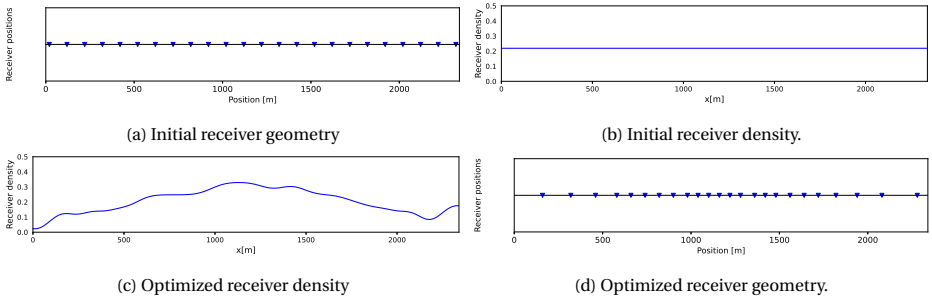 Receiver positions
0 500 1000 1500 2000
Position [m]
(a) Initial receiver geometry
Receiver density
0.5
0.4
0.3
0.2
0.1
0.0
0 500 1000 1500 2000
x[m]
(b) Initial receiver density.
Receiver density
0.5
0.4
0.3
0.2
0.1
0.0
0 500 1000 1500 2000
x[m]
(c) Optimized receiver density
Receiver positions
0 500 1000 1500 2000
Position [m]
(d) Optimized receiver geometry.